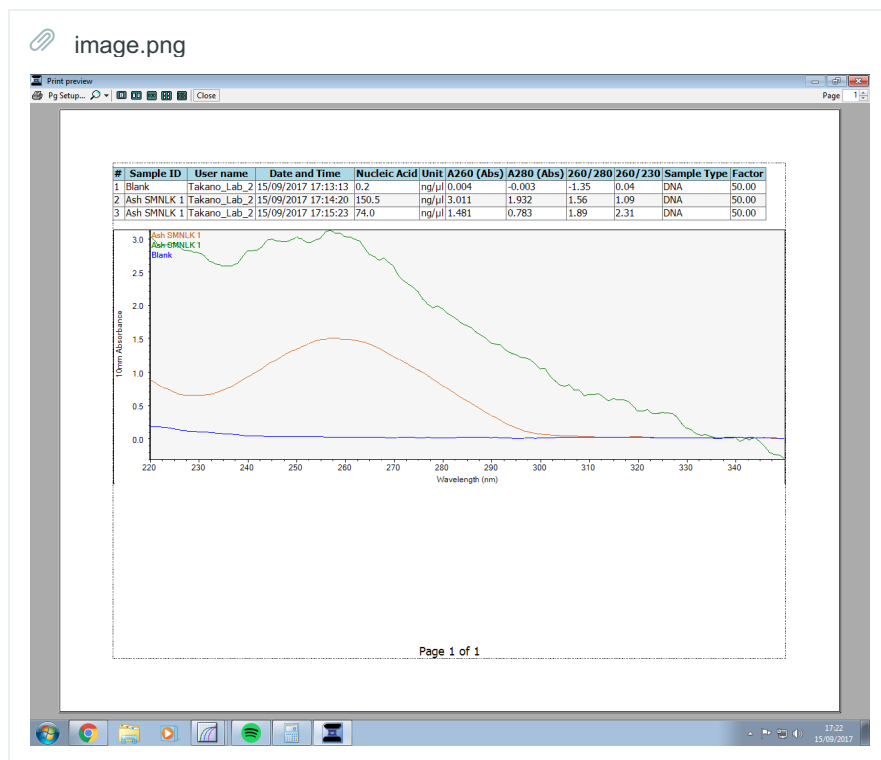 image.png
Print preview
Pg Setup... Close Page 1
# Sample ID User name Date and Time Nucleic Acid Unit A260 (Abs) A280 (Abs) 260/280 260/230 Sample Type Factor
1 Blank Takano_Lab_2 15/09/2017 17:13:13 0.2 ng/µl 0.004 -0.003 -1.35 0.04 DNA 50.00
2 Ash SMNLK 1 Takano_Lab_2 15/09/2017 17:14:20 150.5 ng/µl 3.011 1.932 1.56 1.09 DNA 50.00
3 Ash SMNLK 1 Takano_Lab_2 15/09/2017 17:15:23 74.0 ng/µl 1.481 0.783 1.89 2.31 DNA 50.00
Ash SMNLK 1
Ash SMNLK 1
Blank
3.0
2.5
2.0
1.5
1.0
0.5
0.0
10mm Absorbance
220 230 240 250 260 270 280 290 300 310 320 330 340
Wavelength (nm)
Page 1 of 1
17:22
15/09/2017